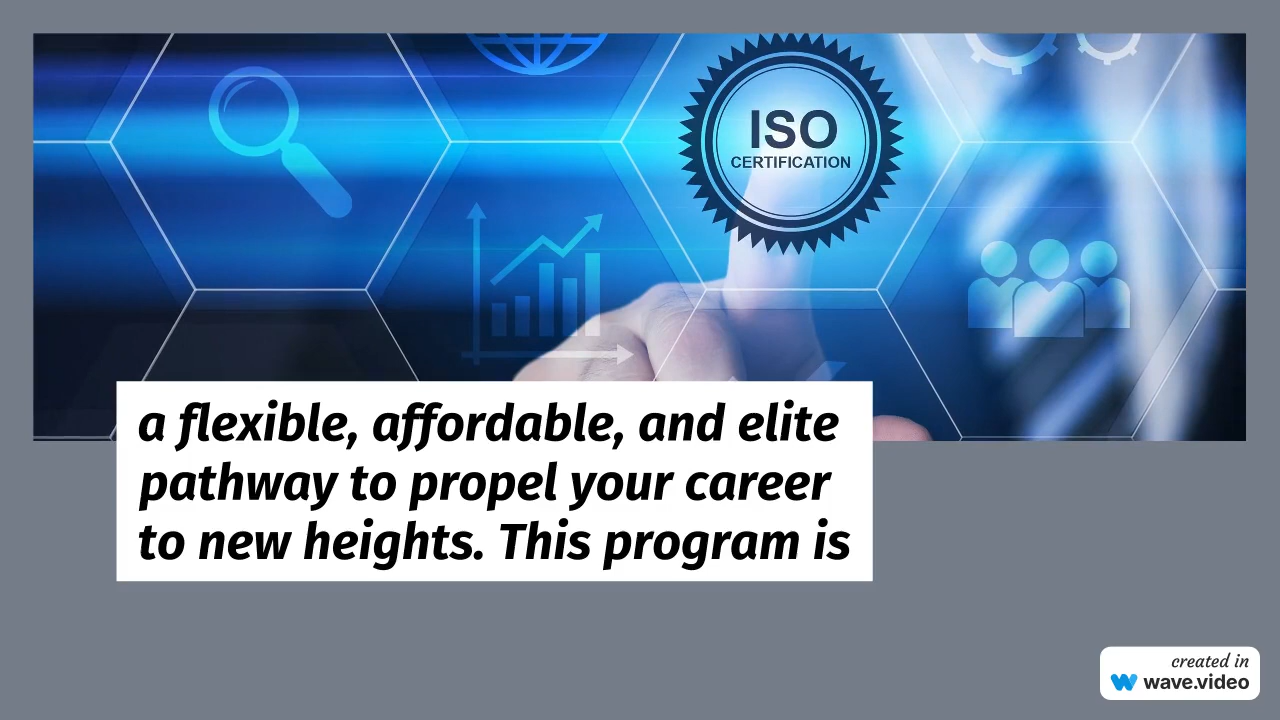 ISO
CERTIFICATION
a flexible, affordable, and elite
pathway to propel your career
to new heights. This program is
created in
wave.video